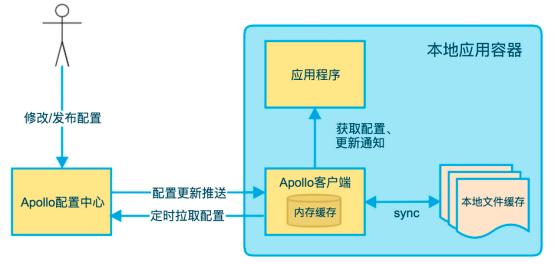 本地应用容器
应用程序
修改/发布配置
获取配置、
更新通知
Apollo配置中心
配置更新推送
定时拉取配置
Apollo客户端
内存缓存
sync
本地文件缓存